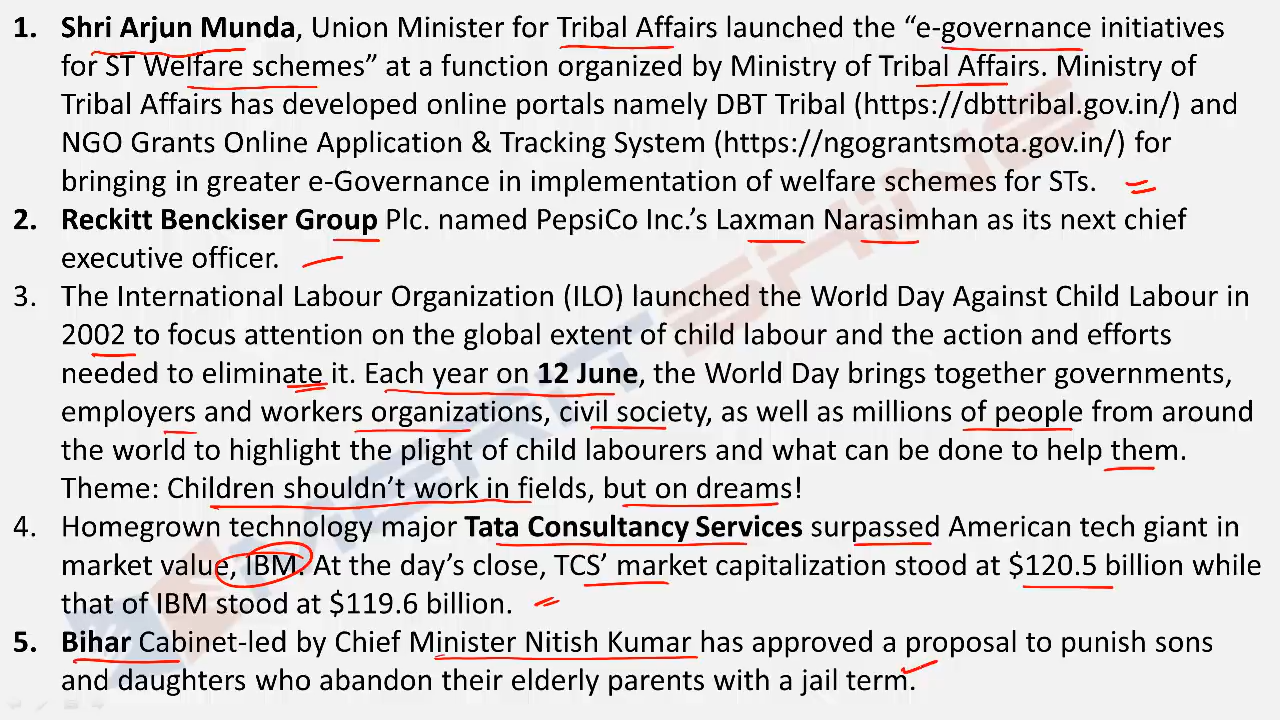 1. Shri Arjun Munda, Union Minister for Tribal Affairs launched the “e-governance initiatives
for ST Welfare schemes” at a function organized by Ministry of Tribal Affairs. Ministry of
Tribal Affairs has developed online portals namely DBT Tribal (https://dbttribal.gov.in/) and
NGO Grants Online Application & Tracking System (https://ngograntsmota.gov.in/) for
bringing in greater e-Governance in implementation of welfare schemes for STs.
2. Reckitt Benckiser Group Plc. named PepsiCo Inc.’s Laxman Narasimhan as its next chief
executive officer.
3. The International Labour Organization (ILO) launched the World Day Against Child Labour in
2002 to focus attention on the global extent of child labour and the action and efforts
needed to eliminate it. Each year on 12 June, the World Day brings together governments,
employers and workers organizations, civil society, as well as millions of people from around
the world to highlight the plight of child labourers and what can be done to help them.
Theme: Children shouldn’t work in fields, but on dreams!
4. Homegrown technology major Tata Consultancy Services surpassed American tech giant in
market value, IBM. At the day’s close, TCS’ market capitalization stood at $120.5 billion while
that of IBM stood at $119.6 billion.
5. Bihar Cabinet-led by Chief Minister Nitish Kumar has approved a proposal to punish sons
and daughters who abandon their elderly parents with a jail term.
MERIT SHINE